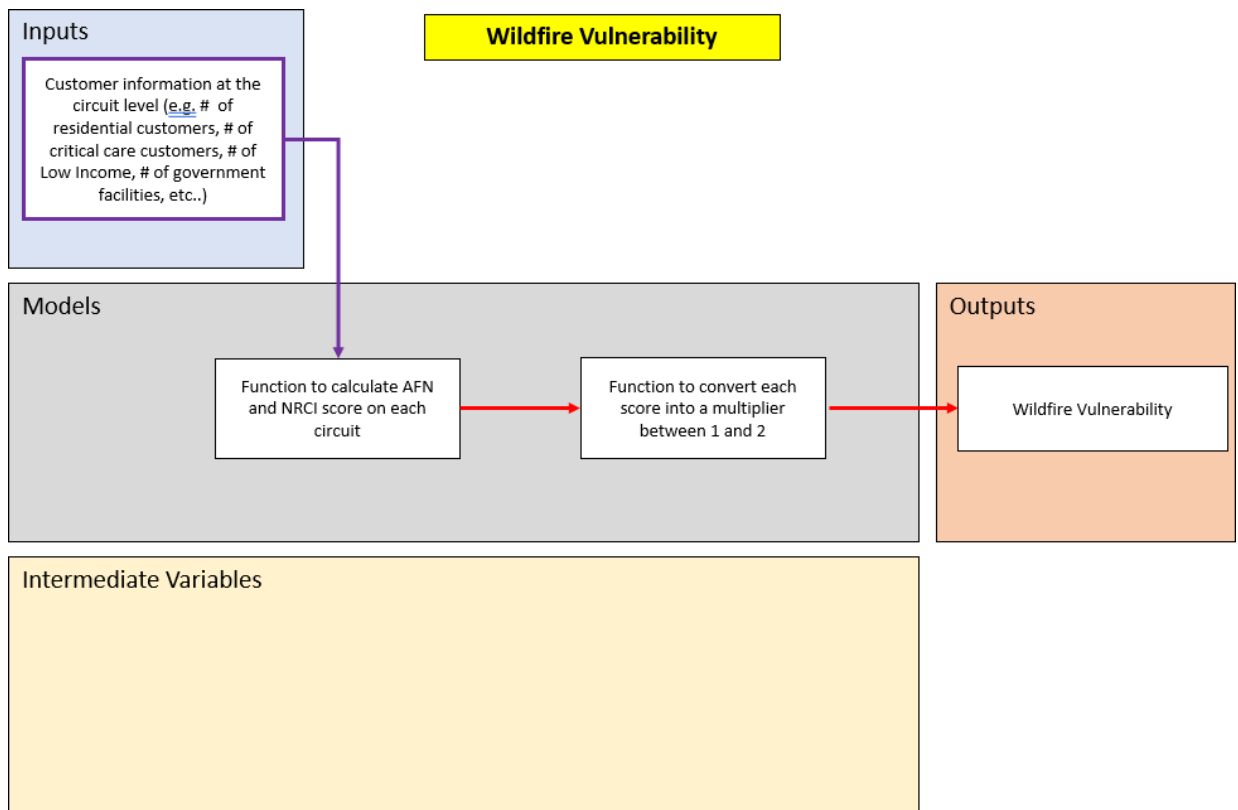 Inputs
Wildfire Vulnerability
Customer information at the
circuit level (e.g. # of
residential customers, # of
critical care customers, # of
Low Income, # of government
facilities, etc..)
Models
Function to calculate AFN
and NRCI score on each
circuit
Function to convert each
score into a multiplier
between 1 and 2
Outputs
Wildfire Vulnerability
Intermediate Variables